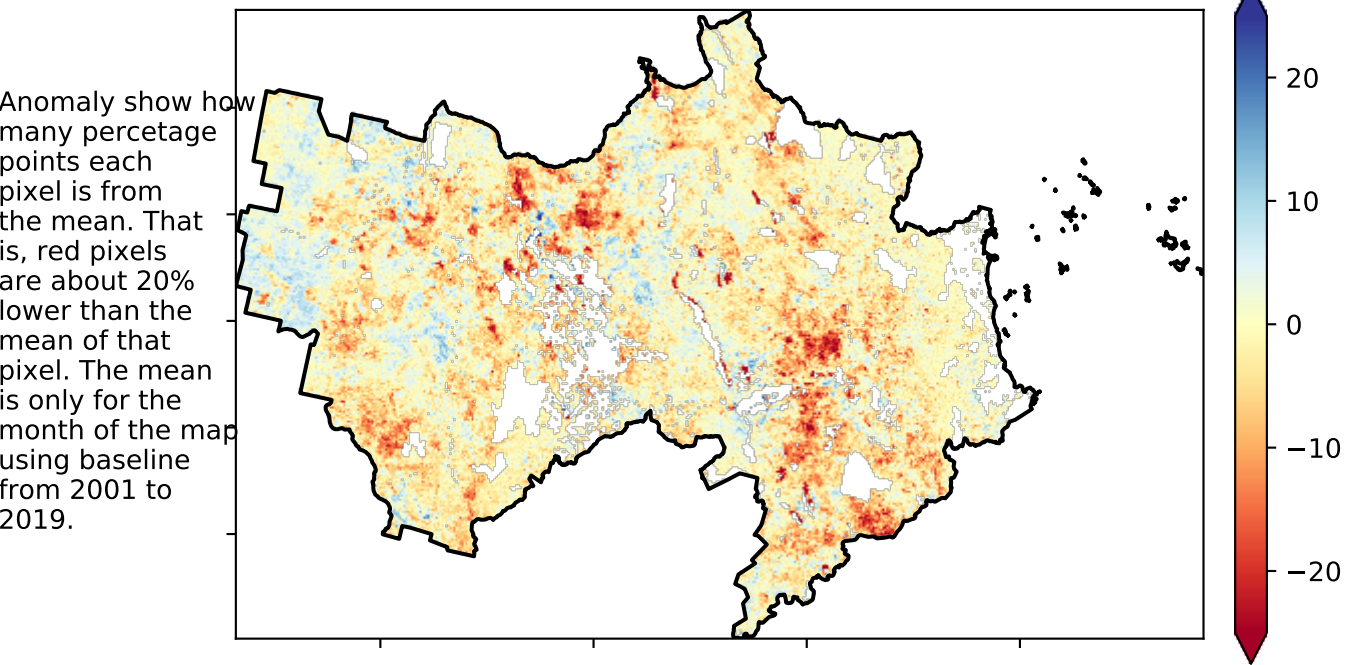 Anomaly show how
many percetage
points each
pixel is from
the mean. That
is, red pixels
are about 20%
lower than the
mean of that
pixel. The mean
is only for the
month of the map
using baseline
from 2001 to
2019.
20
10
0
−10
−20